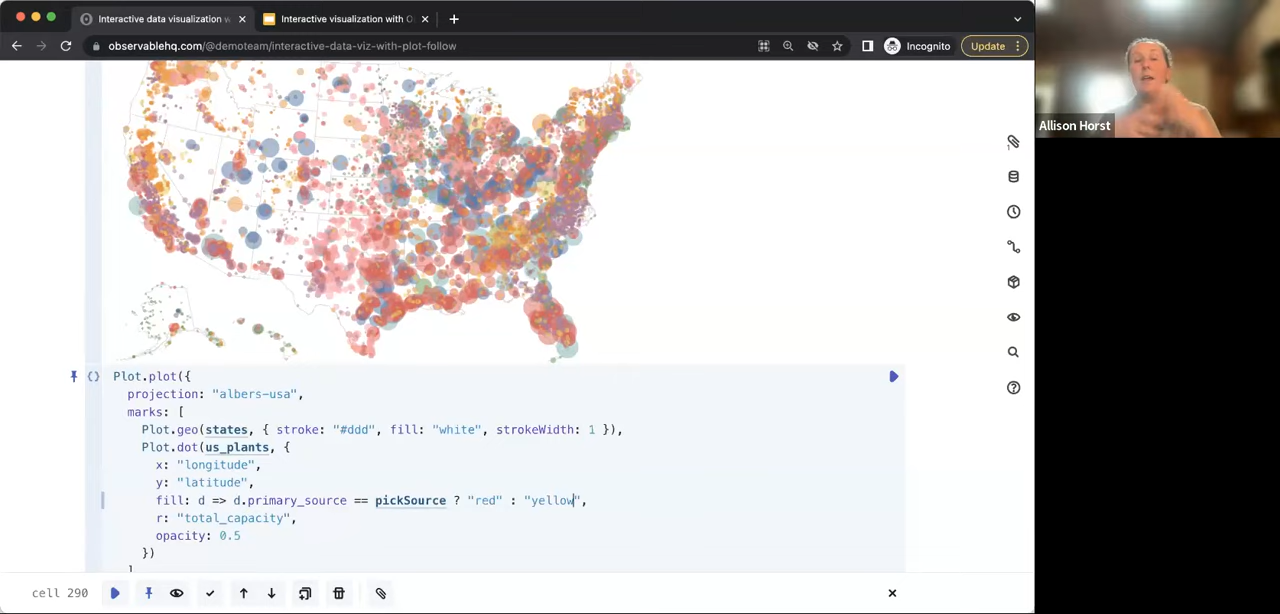 Interactive data visualization w
Interactive visualization with O
observablehq.com/@demoteam/interactive-data-viz-with-plot-follow
Incognito
Update
Allison Horst
Plot.plot({
projection: "albers-usa",
marks: [
Plot.geo(states, { stroke: "#ddd", fill: "white", strokeWidth: 1 }),
Plot.dot(us_plants, {
x: "longitude",
y: "latitude",
fill: d => d.primary_source == pickSource ? "red" : "yellow",
r: "total_capacity",
opacity: 0.5
})
]
cell 290